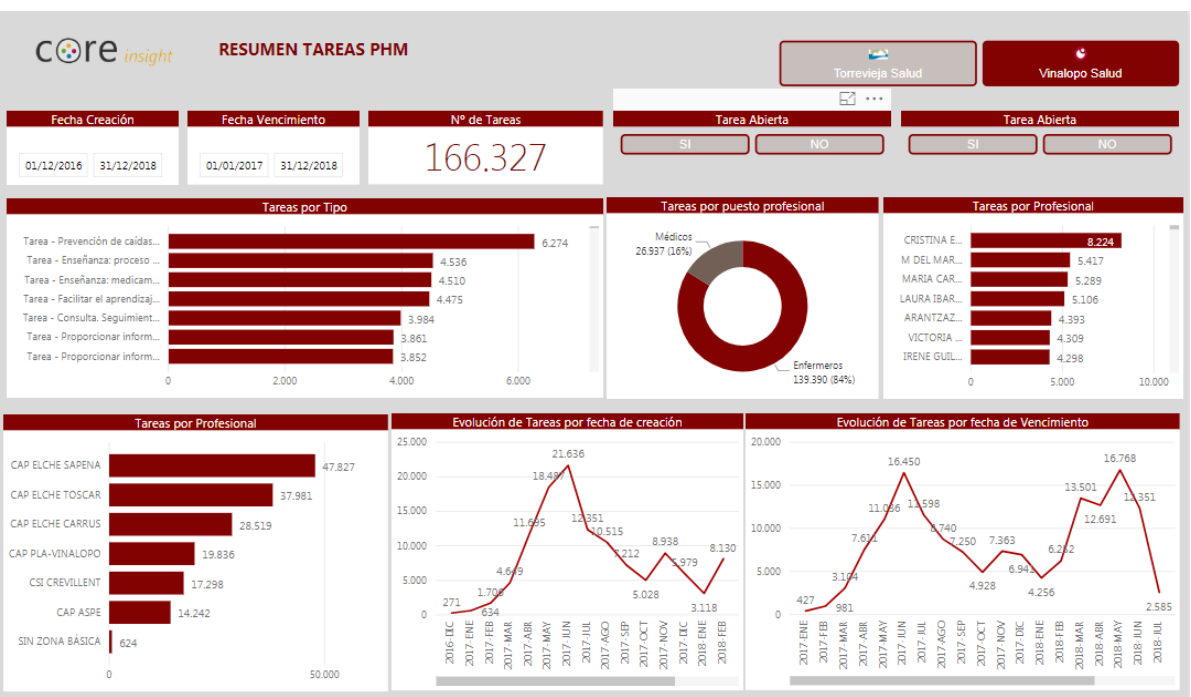 core insight
RESUMEN TAREAS PHM
Torrevieja Salud
Vinalopo Salud
Fecha Creación
01/12/2016 31/12/2018
Fecha Vencimiento
01/01/2017 31/12/2018
Nº de Tareas
166.327
Tarea Abierta
SI NO
Tarea Abierta
SI NO
Tareas por Tipo
Tarea - Prevención de caídas... 6.274
Tarea - Enseñanza: proceso ... 4.536
Tarea - Enseñanza: medicam... 4.510
Tarea - Facilitar el aprendizaj... 4.475
Tarea - Consulta. Seguimient... 3.984
Tarea - Proporcionar inform... 3.861
Tarea - Proporcionar inform... 3.852
0 2.000 4.000 6.000
Tareas por puesto profesional
Médicos
26.937 (16%)
Enfermeros
139.390 (84%)
Tareas por Profesional
CRISTINA E... 8.224
M DEL MAR... 5.417
MARIA CAR... 5.289
LAURA IBAR... 5.106
ARANTZAZ... 4.393
VICTORIA ... 4.309
IRENE GUIL... 4.298
0 5.000 10.000
Tareas por Profesional
CAP ELCHE SAPENA 47.827
CAP ELCHE TOSCAR 37.981
CAP ELCHE CARRUS 28.519
CAP PLA-VINALOPO 19.836
CSI CREVILLENT 17.298
CAP ASPE 14.242
SIN ZONA BÁSICA 624
0 50.000
Evolución de Tareas por fecha de creación
25.000
20.000
15.000
10.000
5.000
0
271 634 1.706 4.649 11.695 18.487 21.636 12.351 10.515 7.212 5.028 8.938 5.979 3.118 8.130
2016-DIC 2017-ENE 2017-FEB 2017-MAR 2017-ABR 2017-MAY 2017-JUN 2017-JUL 2017-AGO 2017-SEP 2017-OCT 2017-NOV 2017-DIC 2018-ENE 2018-FEB
Evolución de Tareas por fecha de Vencimiento
20.000
15.000
10.000
5.000
0
427 981 3.104 7.611 11.036 16.450 11.598 8.740 7.250 4.928 7.363 6.941 4.256 6.252 13.501 12.691 16.768 12.351 2.585
2017-ENE 2017-FEB 2017-MAR 2017-ABR 2017-MAY 2017-JUN 2017-JUL 2017-AGO 2017-SEP 2017-OCT 2017-NOV 2017-DIC 2018-ENE 2018-FEB 2018-MAR 2018-ABR 2018-MAY 2018-JUN 2018-JUL